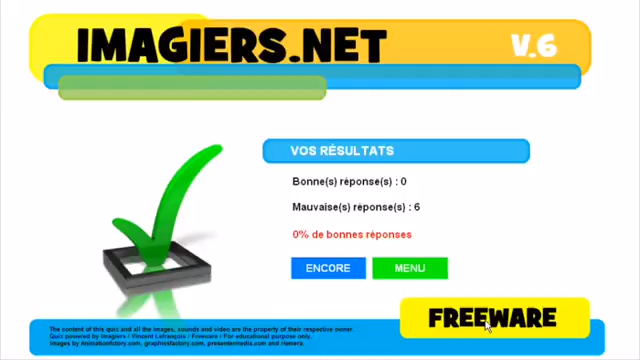 IMAGIERS.NET
V.6
VOS RÉSULTATS
Bonne(s) réponse(s) : 0
Mauvaise(s) réponse(s) : 6
0% de bonnes réponses
ENCORE
MENU
FREEWARE
The content of this quiz and all the images, sounds and video are the property of their respective owner.
Quiz powered by Imagiers / Vincent Lefrançois / Freeware / For educational purpose only.
Images by Animationfactory.com, graphicsfactory.com, presentermedia.com and Hemera.